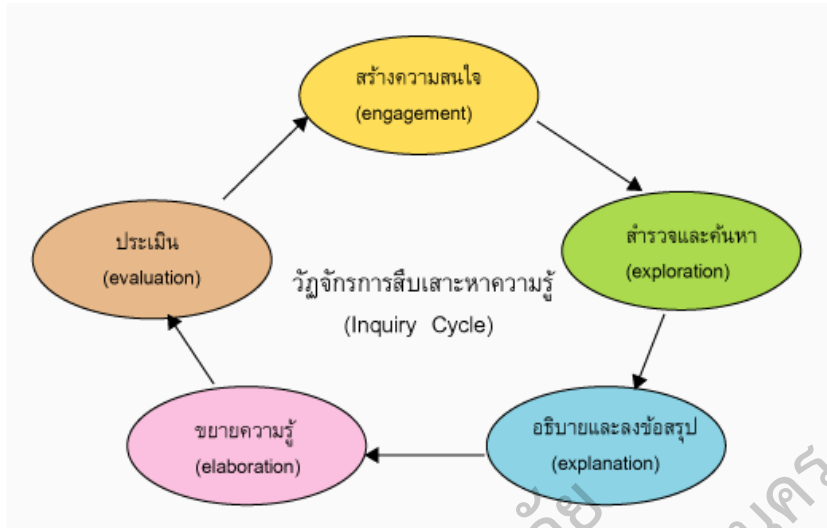 สร้างความสนใจ
(engagement)
สำรวจและค้นหา
(exploration)
อธิบายและลงข้อสรุป
(explanation)
ขยายความรู้
(elaboration)
ประเมิน
(evaluation)
วัฏจักรการสืบเสาะหาความรู้
(Inquiry Cycle)